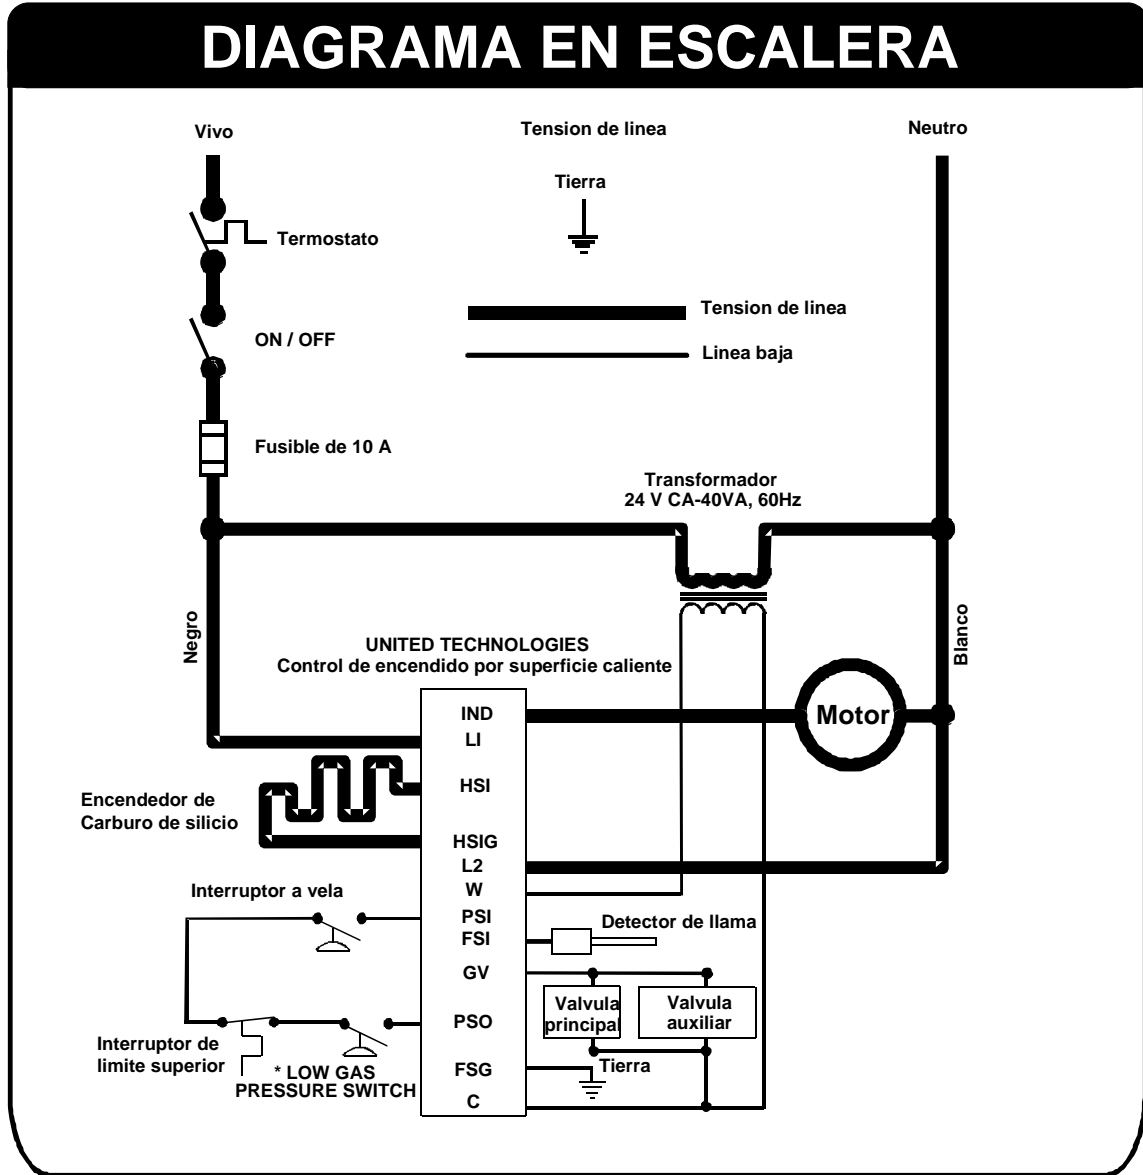 DIAGRAMA EN ESCALERA
Vivo
Tension de linea
Neutro
Tierra
Termostato
Tension de linea
ON / OFF
Linea baja
Fusible de 10 A
Transformador
24 V CA-40VA, 60Hz
Negro
Blanco
UNITED TECHNOLOGIES
Control de encendido por superficie caliente
IND
Motor
LI
HSI
Encendedor de
Carburo de silicio
HSIG
L2
W
Interruptor a vela
PSI
Detector de llama
FSI
GV
Valvula
principal
Valvula
auxiliar
PSO
Interruptor de
limite superior
* LOW GAS
PRESSURE SWITCH
FSG
Tierra
C